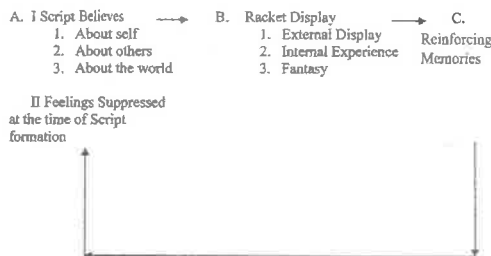 A. I Script Believes
1. About self
2. About others
3. About the world
II Feelings Suppressed
at the time of Script
formation
B. Racket Display
1. External Display
2. Internal Experience
3. Fantasy
C.
Reinforcing
Memories